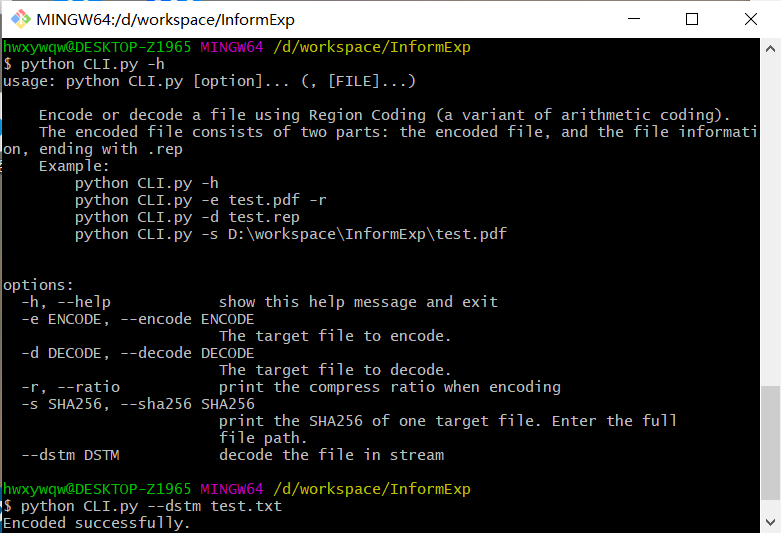 MINGW64:/d/workspace/InformExp
hwxywqw@DESKTOP-Z1965 MINGW64 /d/workspace/InformExp
$ python CLI.py -h
usage: python CLI.py [option]... (, [FILE]...)
Encode or decode a file using Region Coding (a variant of arithmetic coding).
The encoded file consists of two parts: the encoded file, and the file informati
on, ending with .rep
Example:
python CLI.py -h
python CLI.py -e test.pdf -r
python CLI.py -d test.rep
python CLI.py -s D:\workspace\InformExp\test.pdf
options:
-h, --help show this help message and exit
-e ENCODE, --encode ENCODE
The target file to encode.
-d DECODE, --decode DECODE
The target file to decode.
-r, --ratio print the compress ratio when encoding
-s SHA256, --sha256 SHA256
print the SHA256 of one target file. Enter the full
file path.
--dstm DSTM decode the file in stream
hwxywqw@DESKTOP-Z1965 MINGW64 /d/workspace/InformExp
$ python CLI.py --dstm test.txt
Encoded successfully.